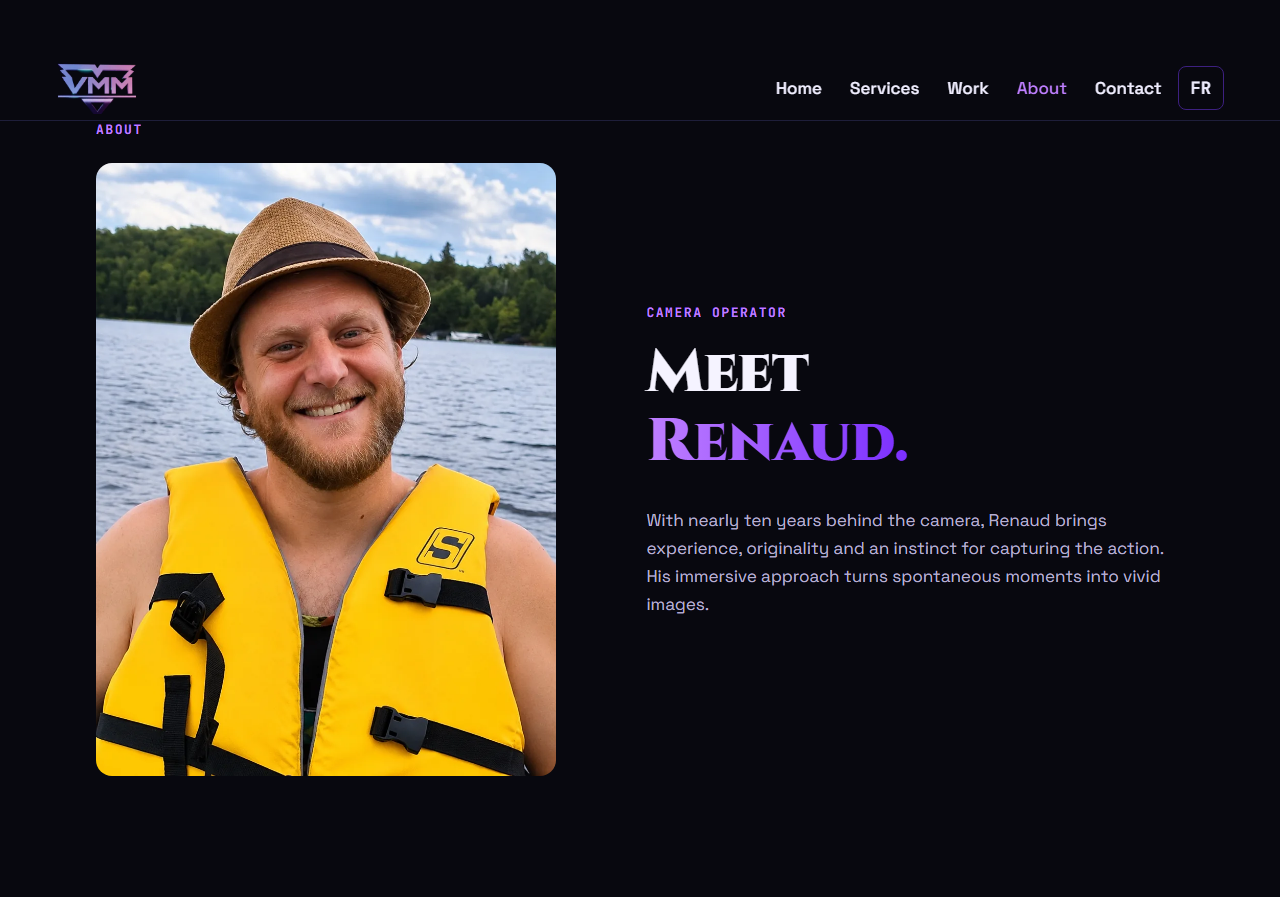 VMM
Home Services Work About Contact FR
ABOUT
CAMERA OPERATOR
Meet
Renaud.
With nearly ten years behind the camera, Renaud brings
experience, originality and an instinct for capturing the action.
His immersive approach turns spontaneous moments into vivid
images.
S